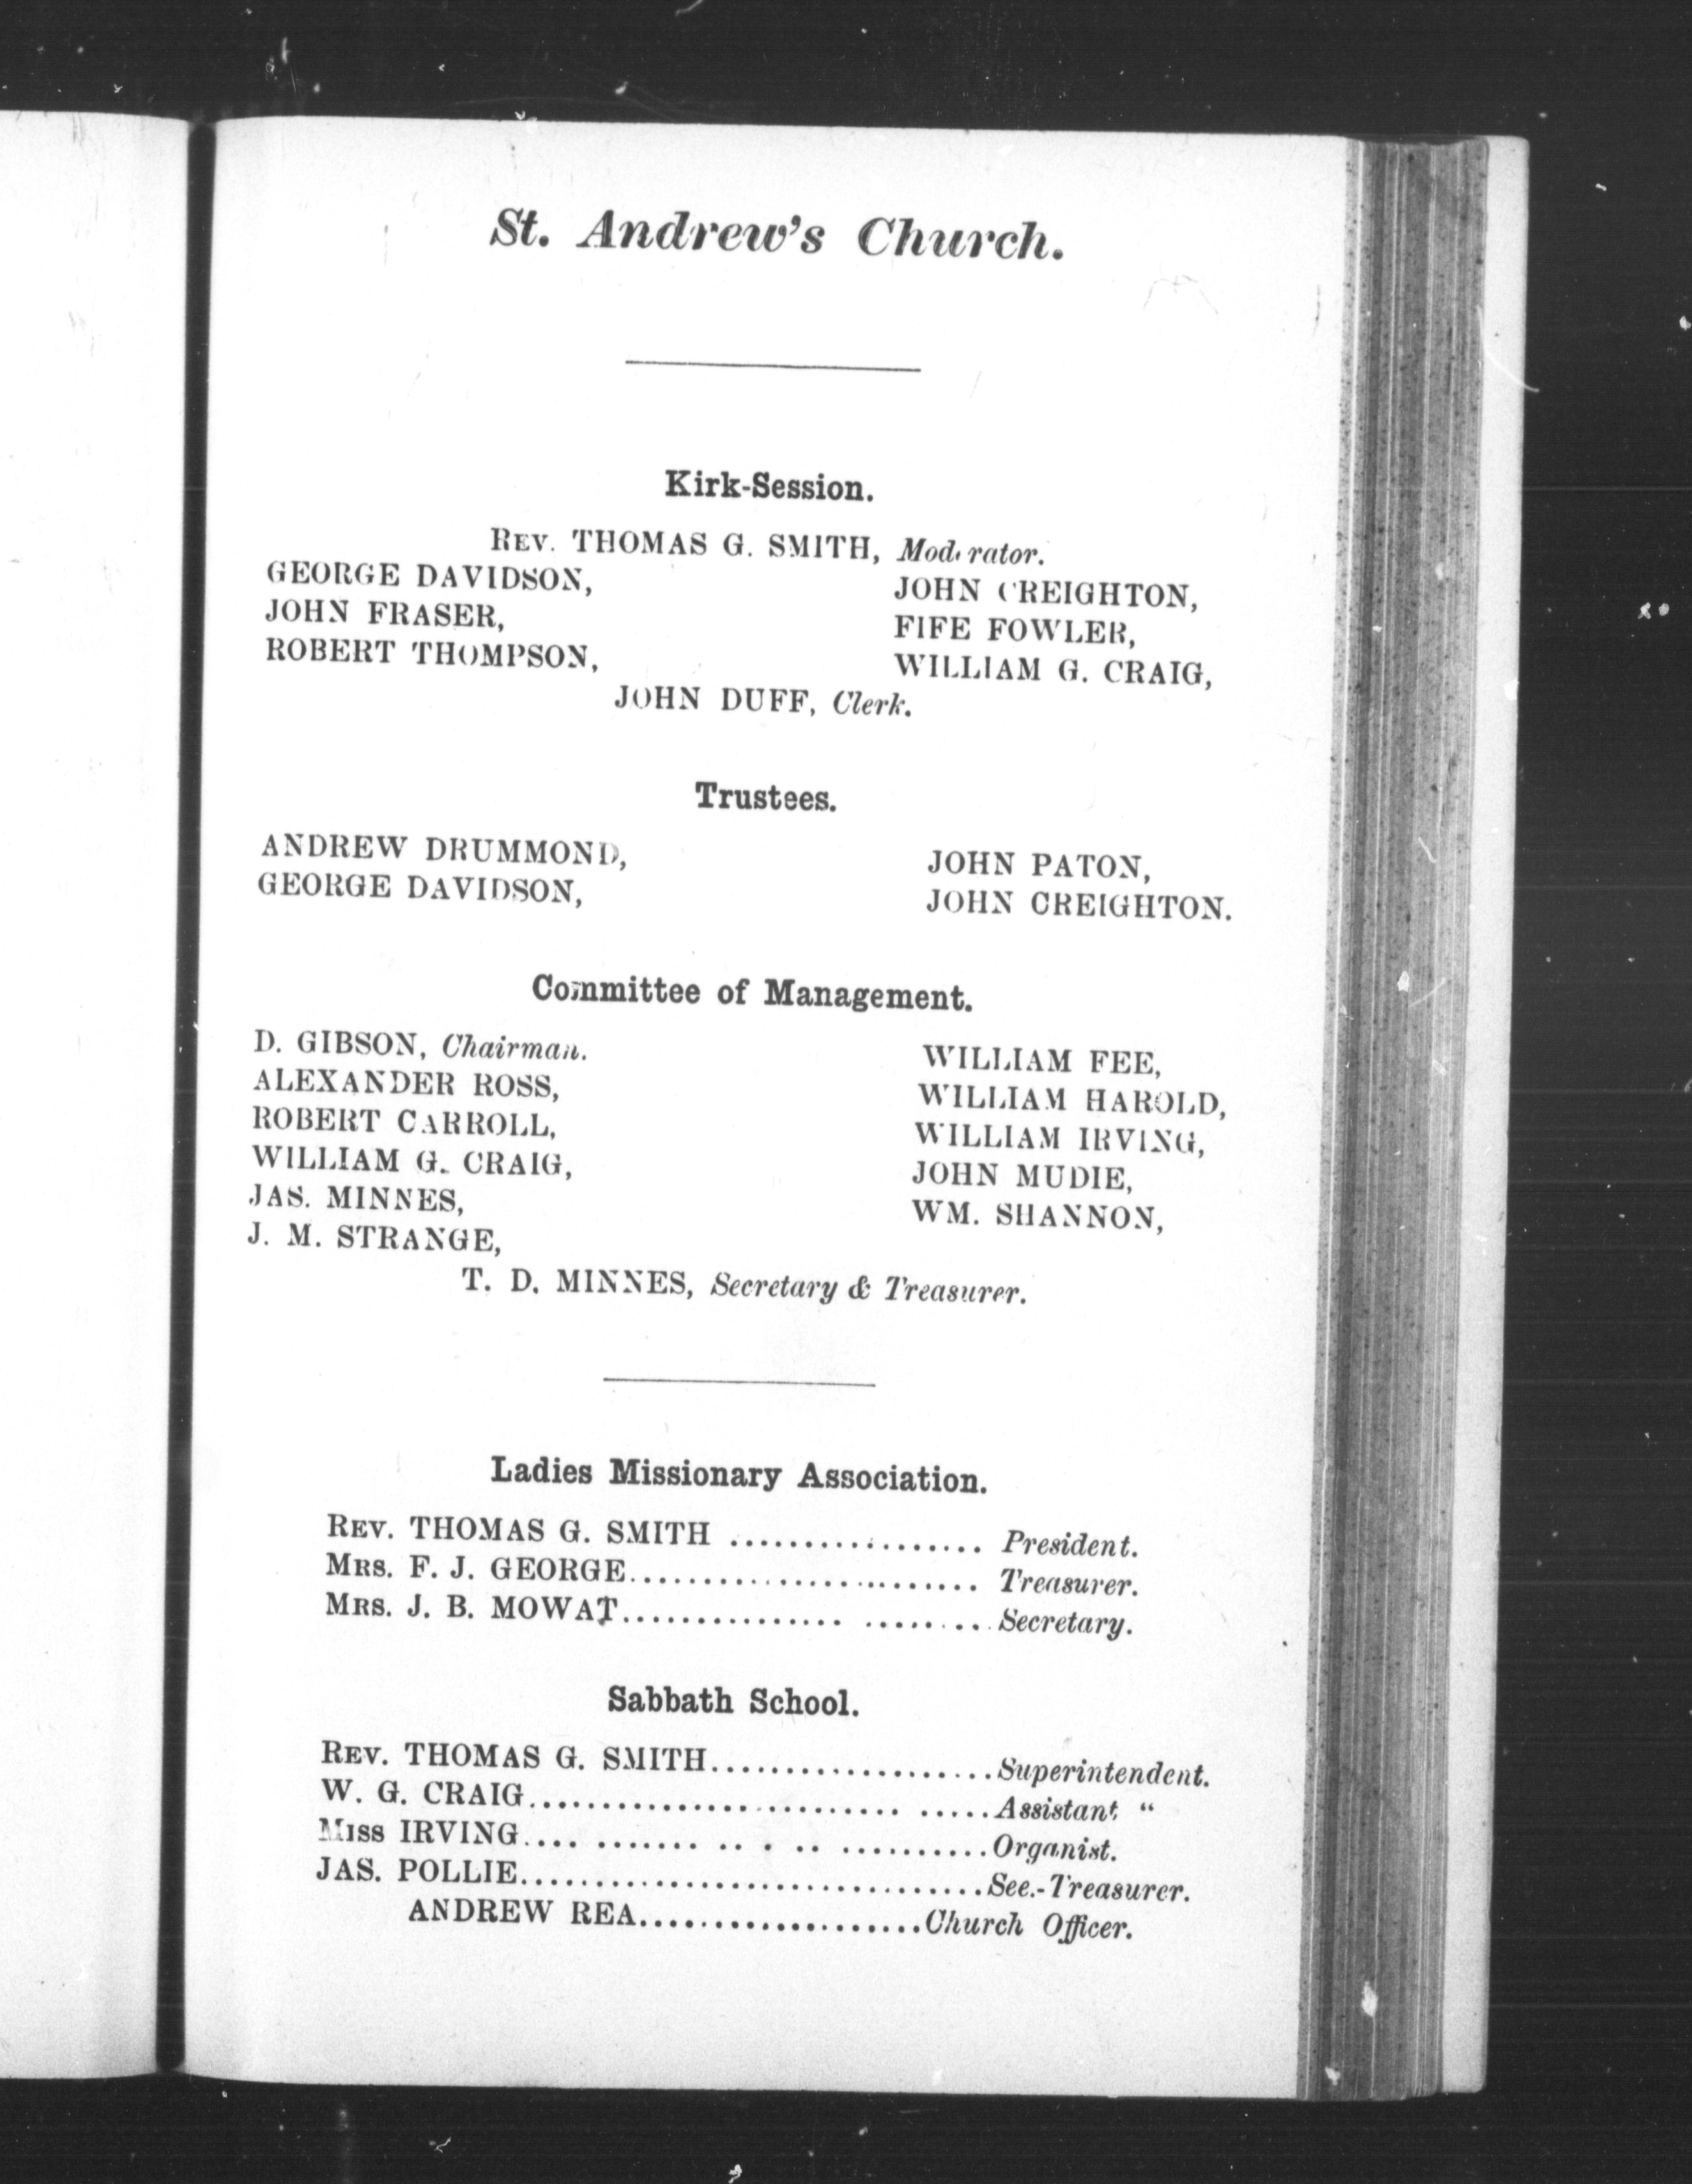 St. Andrew's Church.
Kirk-Session.
REV. THOMAS G. SMITH, Moderator.
GEORGE DAVIDSON, JOHN CREIGHTON,
JOHN FRASER, FIFE FOWLER,
ROBERT THOMPSON, WILLIAM G. CRAIG,
JOHN DUFF, Clerk.
Trustees.
ANDREW DRUMMOND, JOHN PATON,
GEORGE DAVIDSON, JOHN CREIGHTON.
Committee of Management.
D. GIBSON, Chairman. WILLIAM FEE,
ALEXANDER ROSS, WILLIAM HAROLD,
ROBERT CARROLL, WILLIAM IRVING,
WILLIAM G. CRAIG, JOHN MUDIE,
JAS. MINNES, WM. SHANNON,
J. M. STRANGE,
T. D. MINNES, Secretary & Treasurer.
Ladies Missionary Association.
REV. THOMAS G. SMITH .................. President.
MRS. F. J. GEORGE........................ Treasurer.
MRS. J. B. MOWAT............... ......... Secretary.
Sabbath School.
REV. THOMAS G. SMITH...................Superintendent.
W. G. CRAIG.......................... .....Assistant "
MISS IRVING.... ....... .. . .. ..........Organist.
JAS. POLLIE................................See.-Treasurer.
ANDREW REA...................Church Officer.